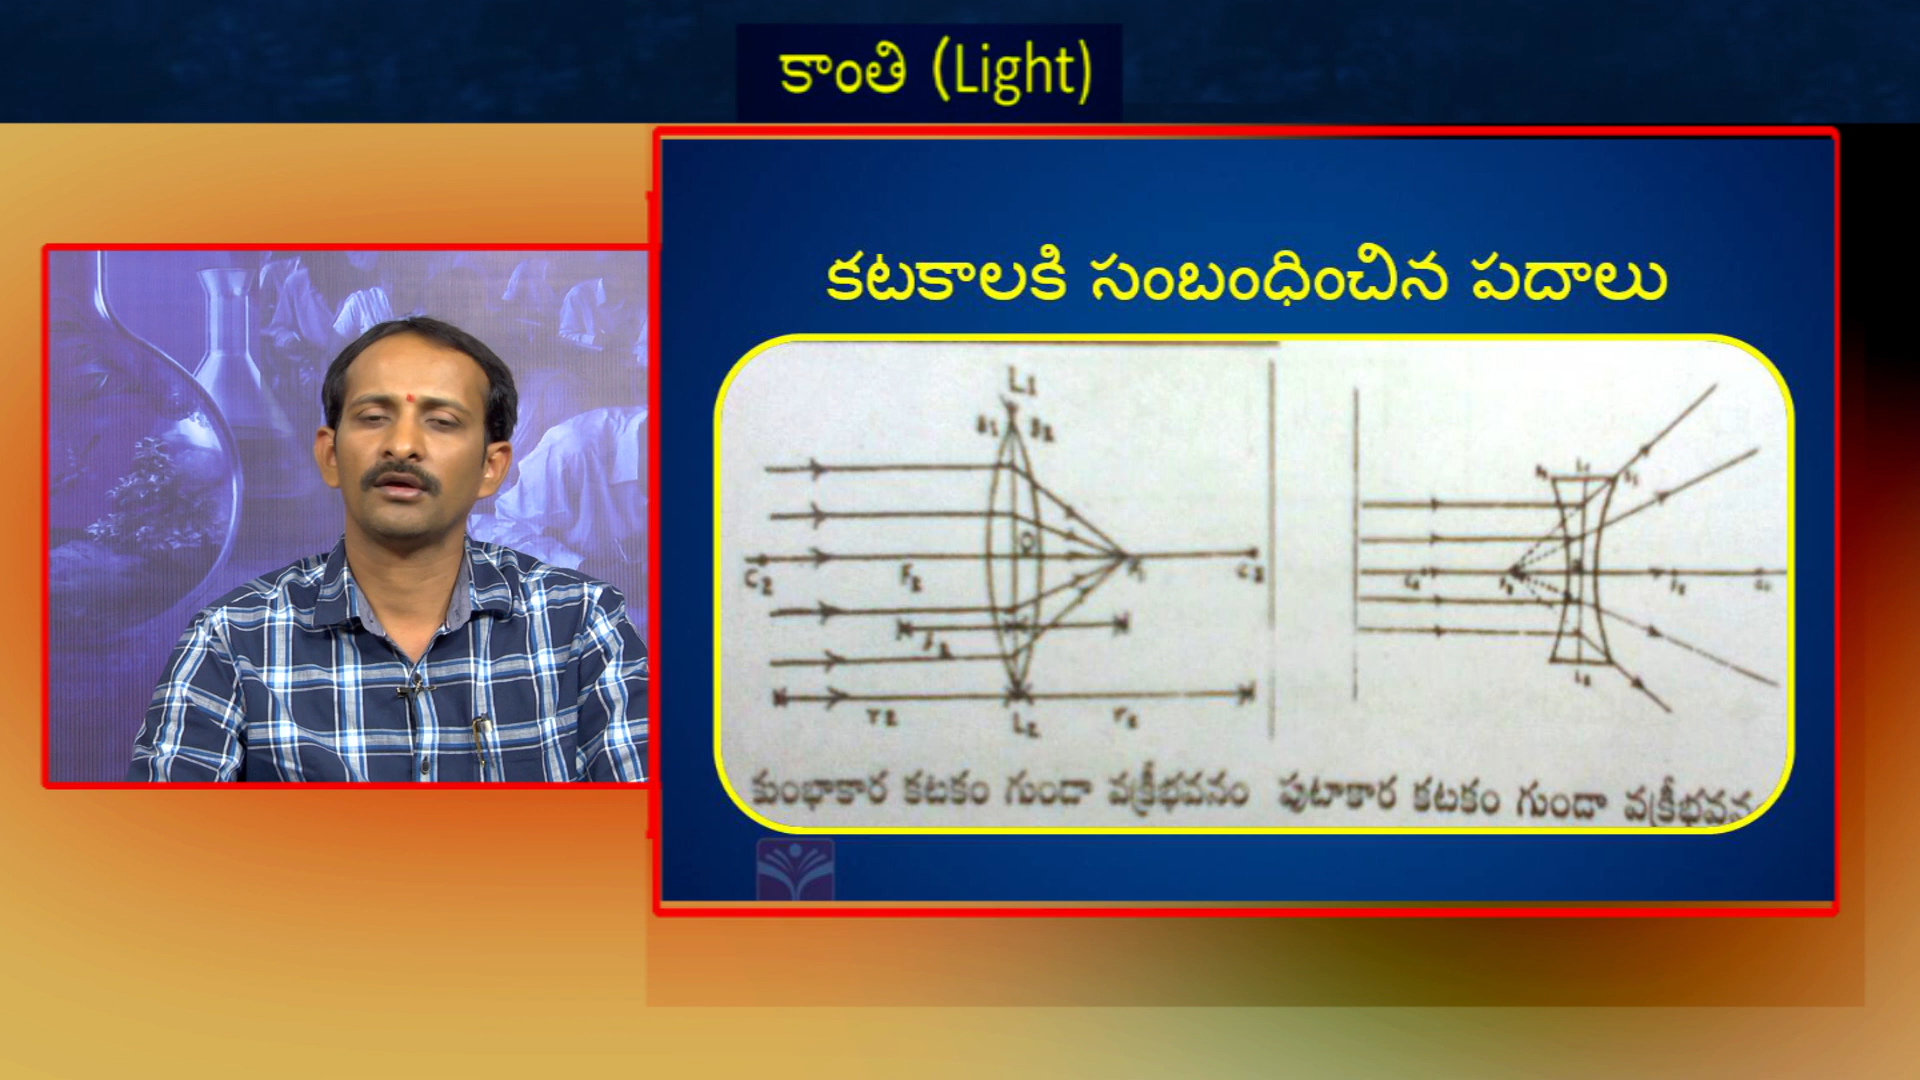 కాంతి (Light)
కటకాలకి సంబంధించిన పదాలు
L1
C2
F2
O
L2
కుంభాకార కటకం గుండా వక్రీభవనం
పుటాకార కటకం గుండా వక్రీభవనం